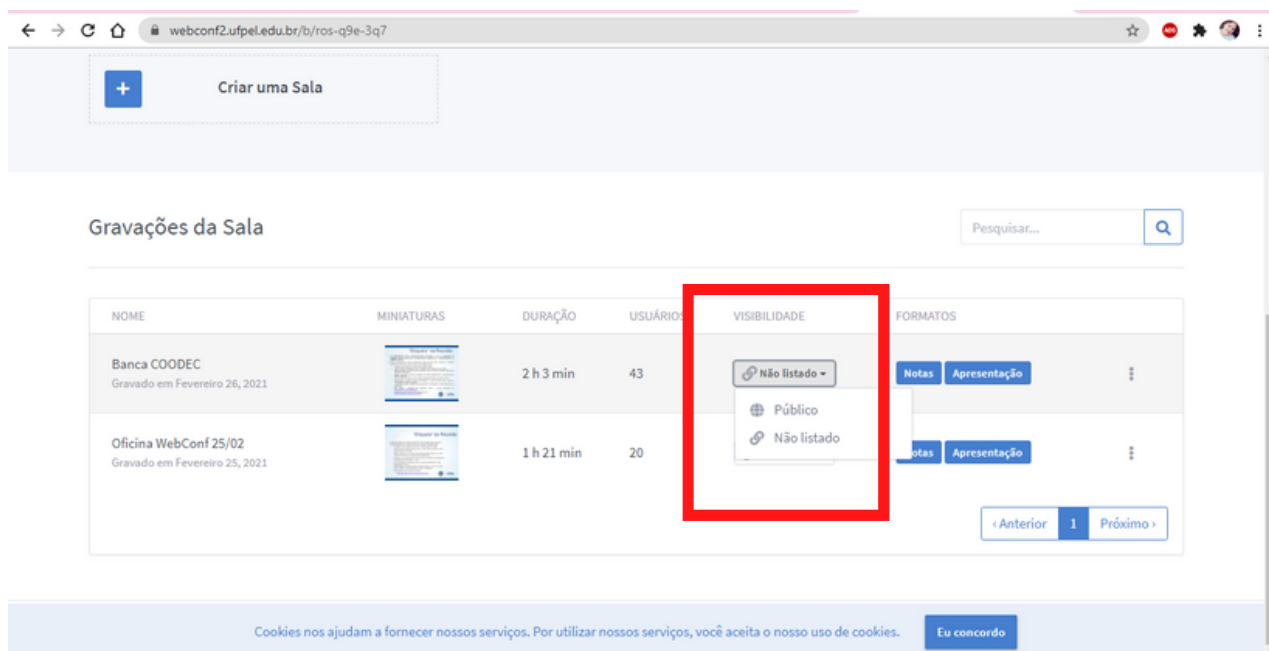 webconf2.ufpel.edu.br/b/ros-q9e-3q7
+ Criar uma Sala
Gravações da Sala
Pesquisar...
NOME MINIATURAS DURAÇÃO USUÁRIOS VISIBILIDADE FORMATOS
Banca COODEC 2 h 3 min 43 Não listado Notas Apresentação
Gravado em Fevereiro 26, 2021
Público
Não listado
Oficina WebConf 25/02 1 h 21 min 20 Notas Apresentação
Gravado em Fevereiro 25, 2021
‹ Anterior 1 Próximo ›
Cookies nos ajudam a fornecer nossos serviços. Por utilizar nossos serviços, você aceita o nosso uso de cookies. Eu concordo